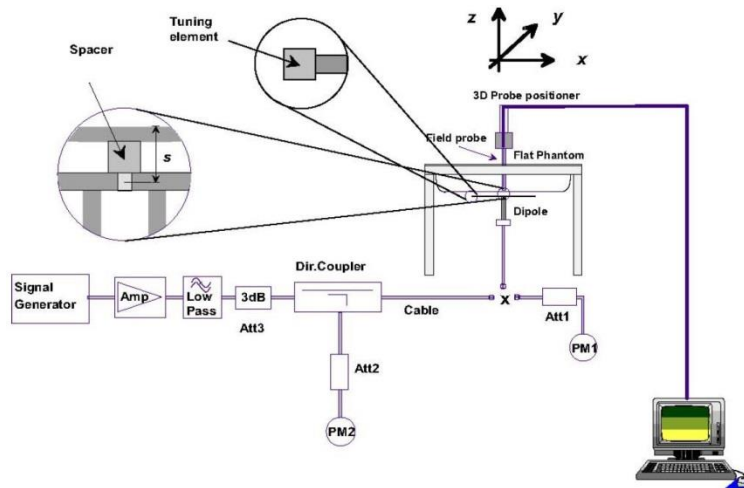 Tuning
element
Spacer
s
z
y
x
3D Probe positioner
Field probe
Flat Phantom
Dipole
Dir.Coupler
Signal
Generator
Amp
Low
Pass
3dB
Att3
Cable
x
Att1
PM1
Att2
PM2